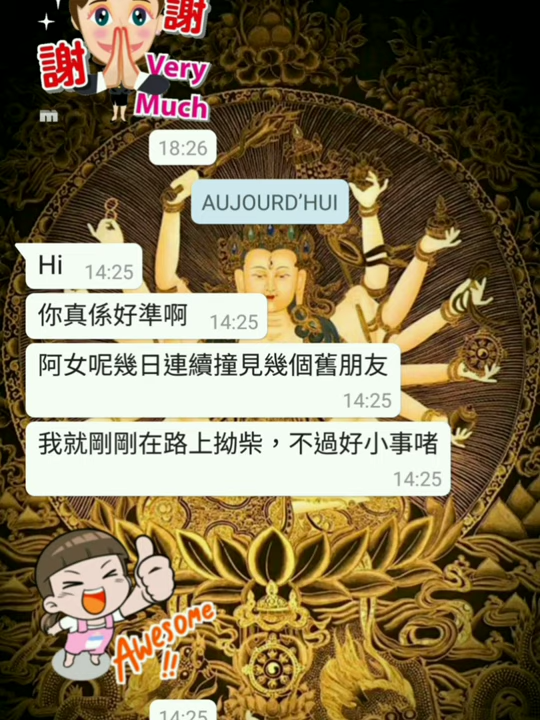 謝
謝
Very
Much
18:26
AUJOURD'HUI
Hi 14:25
你真係好準啊 14:25
阿女呢幾日連續撞見幾個舊朋友
14:25
我就剛剛在路上拗柴，不過好小事啫
14:25
Awesome!!
14:25